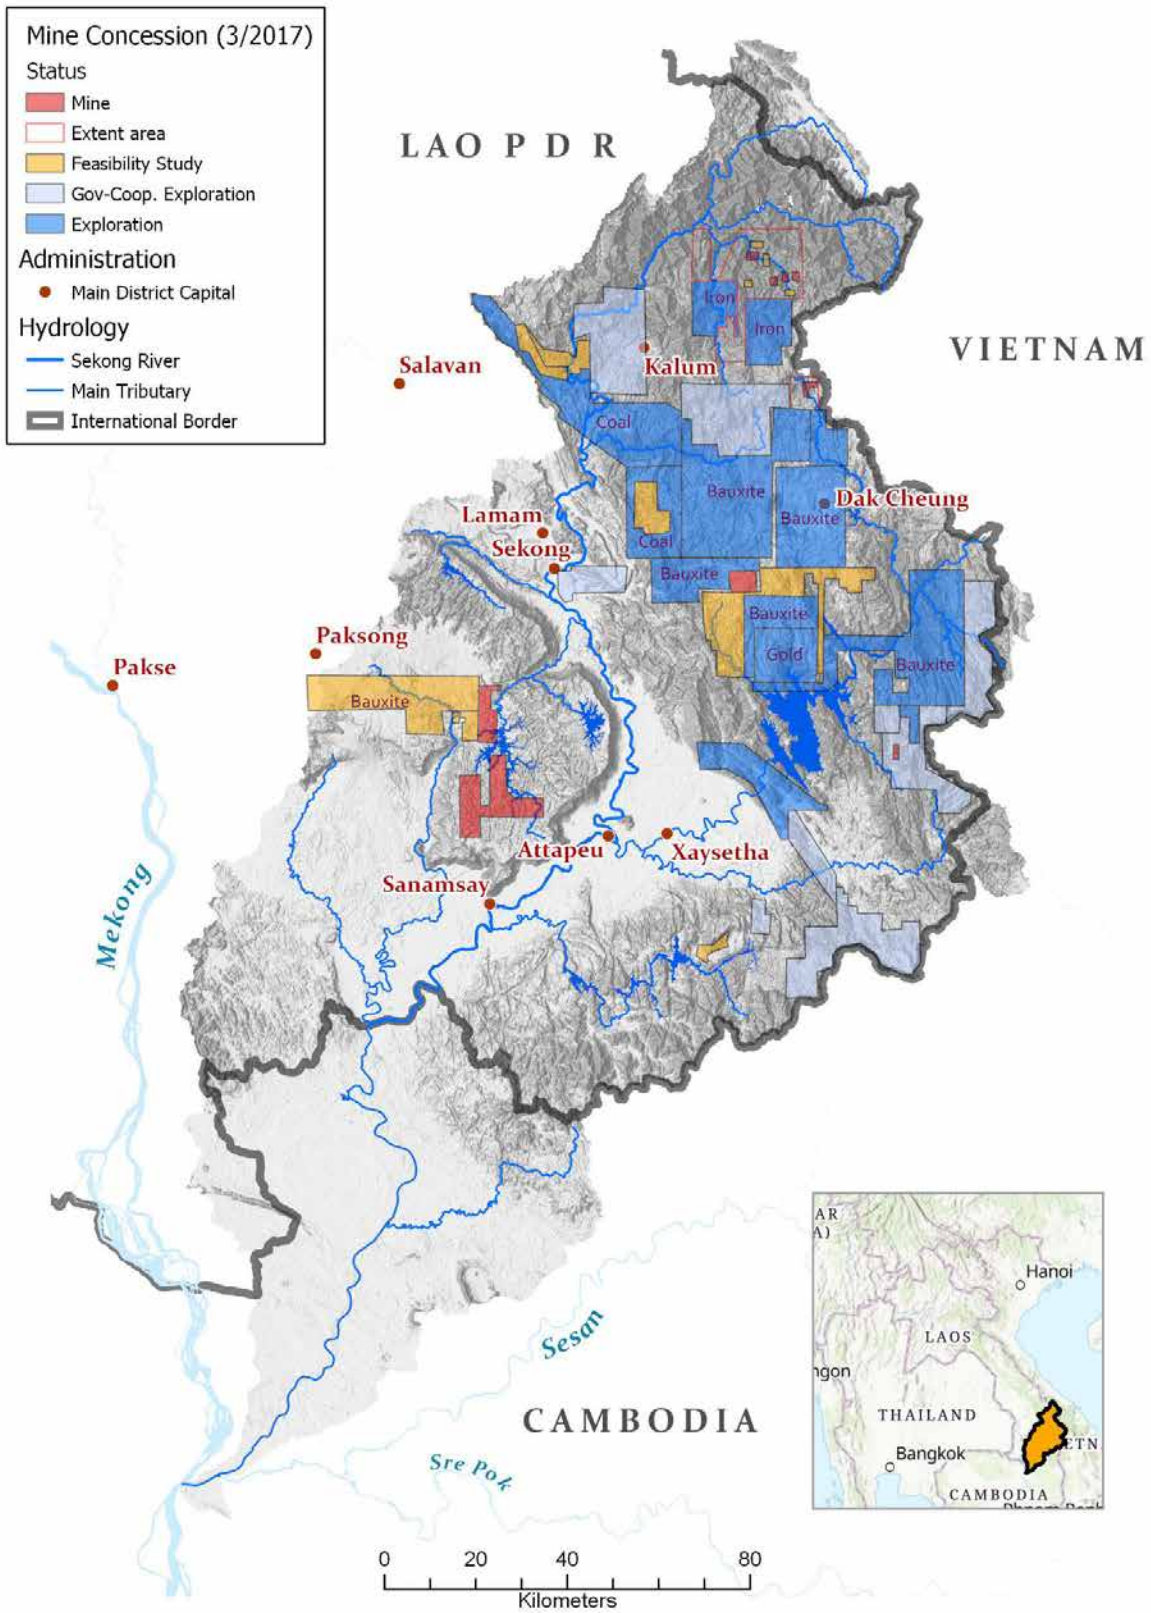 Mine Concession (3/2017)
Status
Mine
Extent area
Feasibility Study
Gov-Coop. Exploration
Exploration
Administration
Main District Capital
Hydrology
Sekong River
Main Tributary
International Border
LAO P D R
VIETNAM
Iron
Iron
Salavan
Kalum
Coal
Bauxite
Dak Cheung
Bauxite
Lamam
Coal
Sekong
Bauxite
Bauxite
Paksong
Gold
Pakse
Bauxite
Bauxite
Attapeu
Xaysetha
Sanamsay
Mekong
Sesan
CAMBODIA
Sre Pok
AR
A)
Hanoi
LAOS
ngon
THAILAND
ETN
Bangkok
CAMBODIA
0 20 40 80
Kilometers